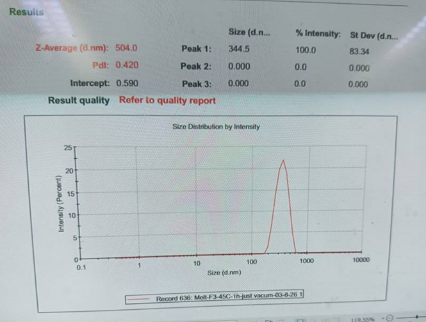 Results
Size (d.n... % Intensity: St Dev (d.n...
Z-Average (d.nm): 504.0 Peak 1: 344.5 100.0 83.34
PdI: 0.420 Peak 2: 0.000 0.0 0.000
Intercept: 0.590 Peak 3: 0.000 0.0 0.000
Result quality Refer to quality report
Size Distribution by Intensity
Intensity (Percent)
25
20
15
10
5
0
0.1 1 10 100 1000 10000
Size (d.nm)
Record 636: Melt-F3-45C-1h-just vacum-03-8-26 1
118.55%